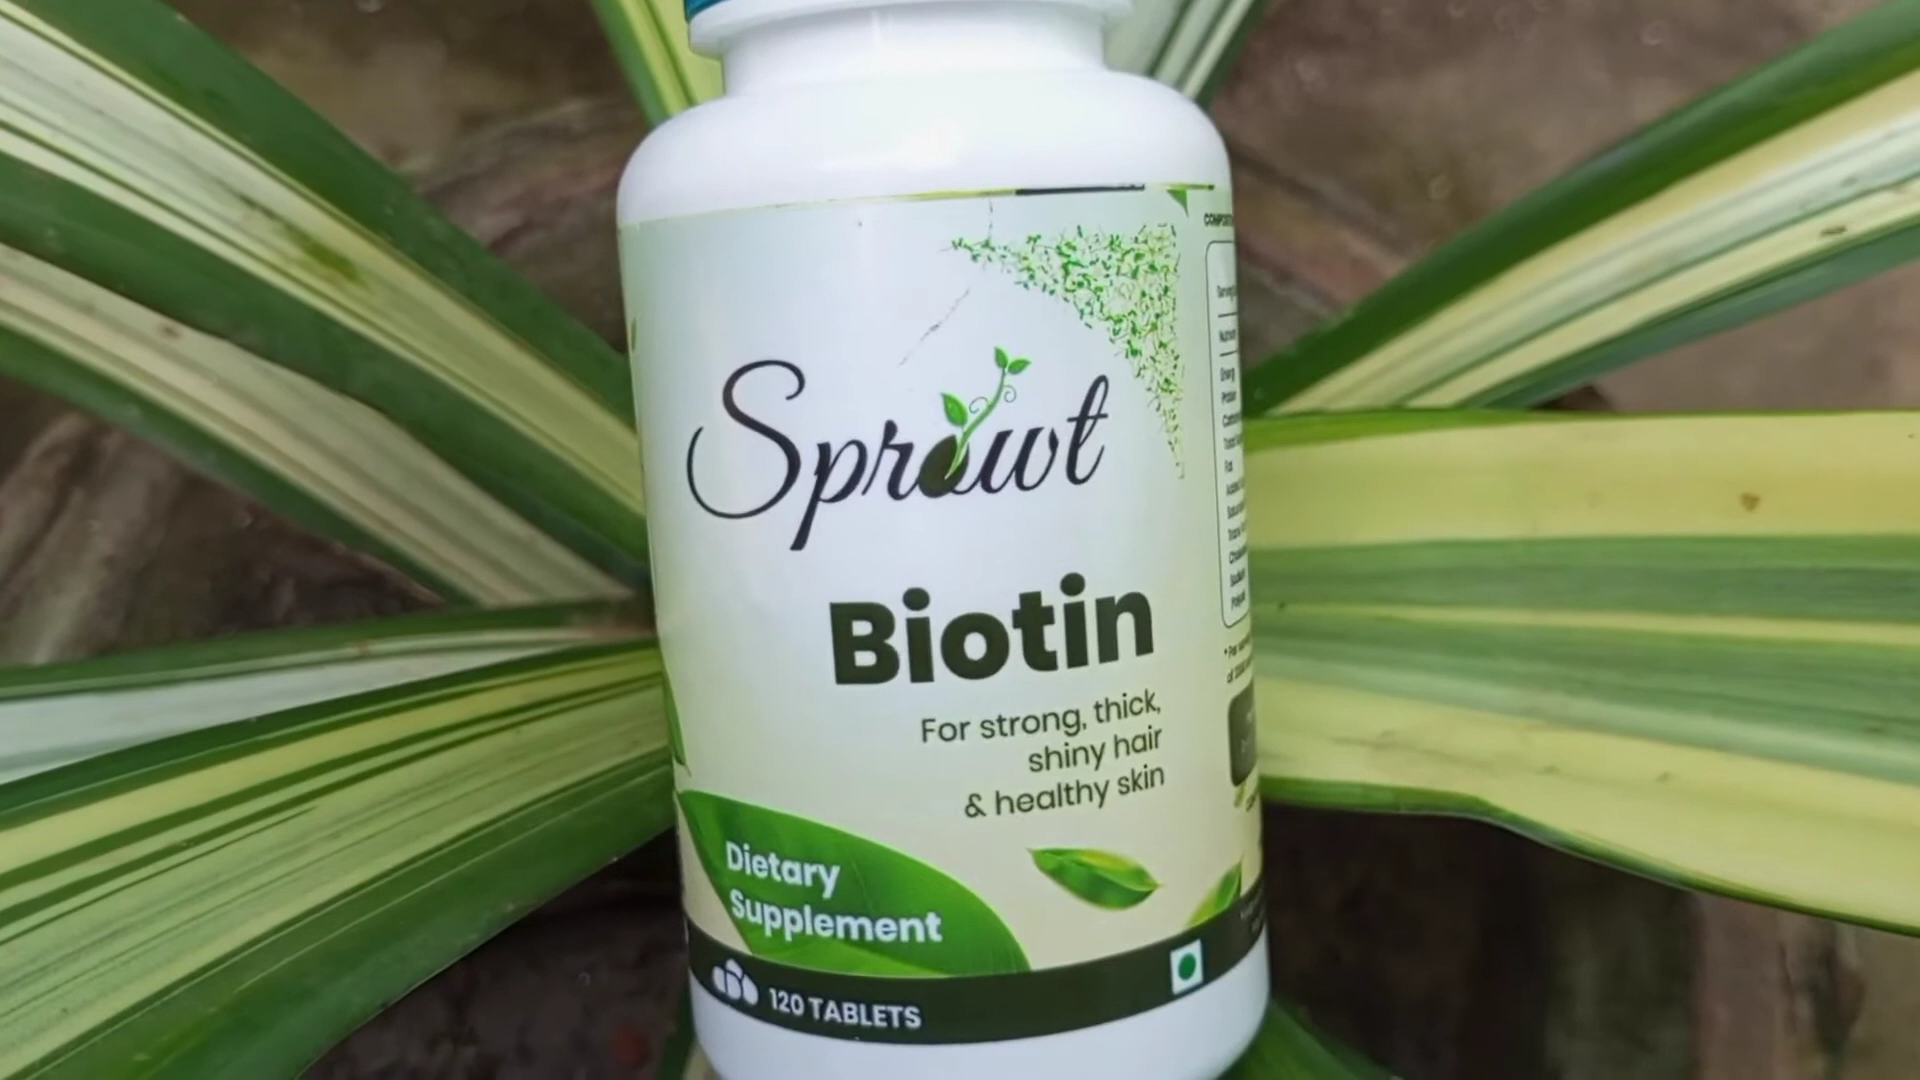 Sprowt
Biotin
For strong, thick,
shiny hair
& healthy skin
Dietary
Supplement
120 TABLETS